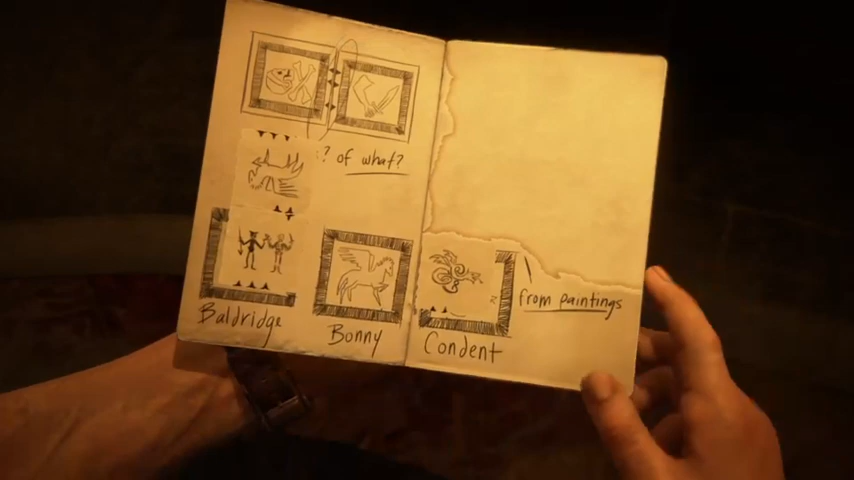 ? of what?
Baldridge
Bonny
Condent
from paintings